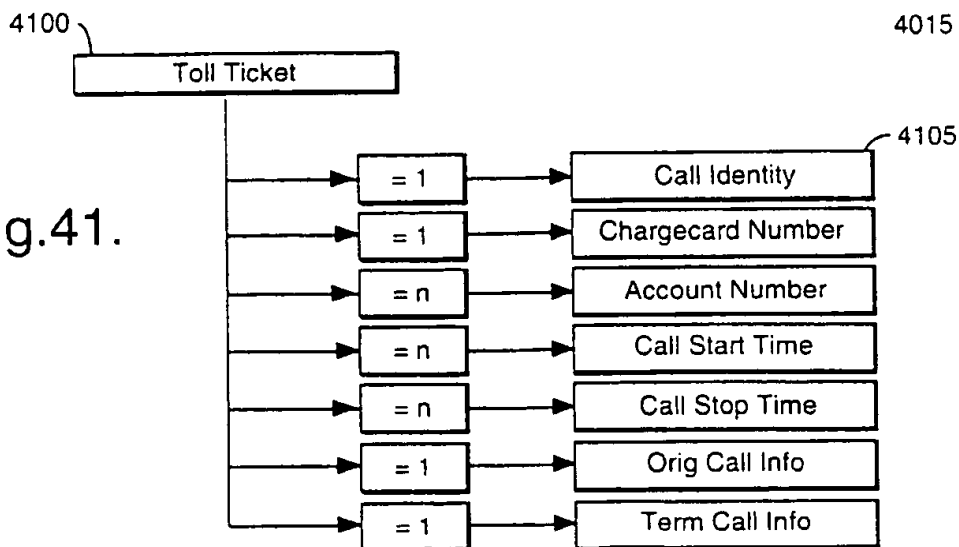 4100
4015
Toll Ticket
4105
= 1
Call Identity
= 1
Chargecard Number
g.41.
= n
Account Number
= n
Call Start Time
= n
Call Stop Time
= 1
Orig Call Info
= 1
Term Call Info